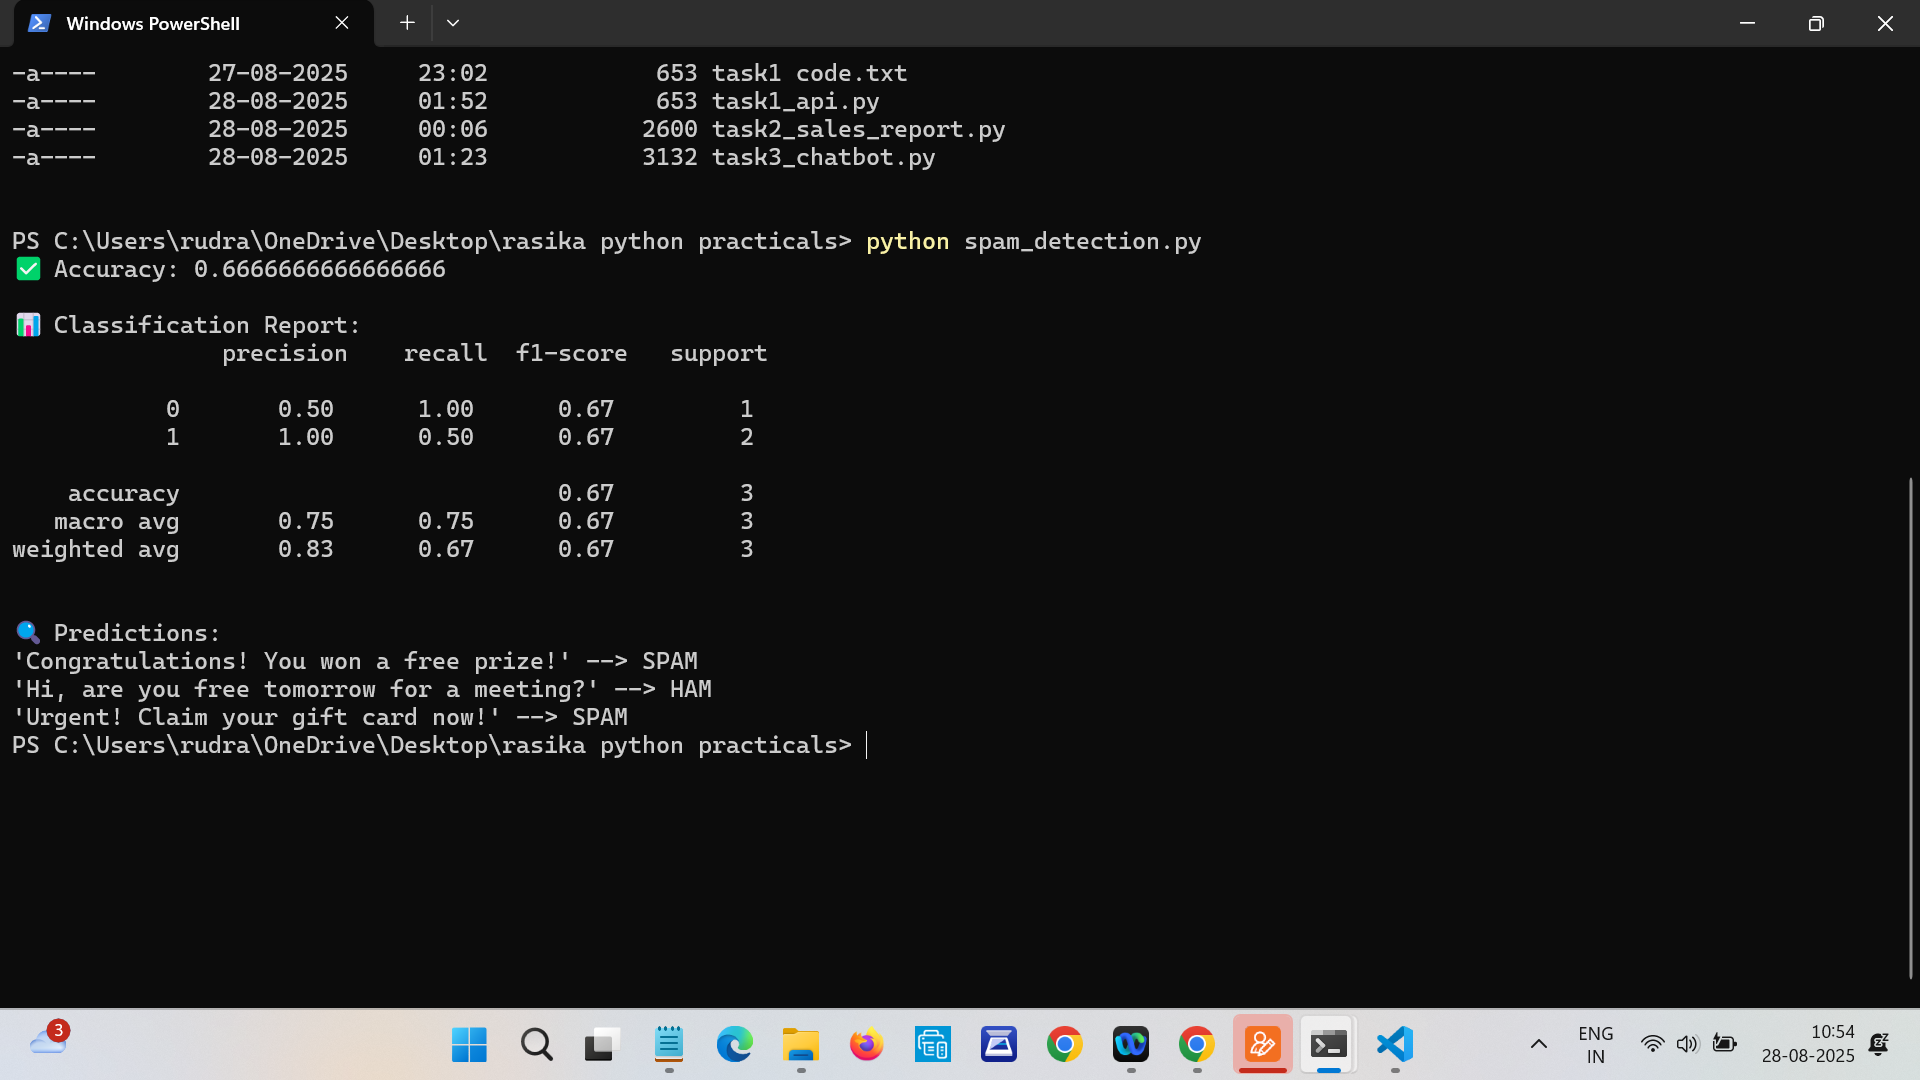 Windows PowerShell
-a----        27-08-2025     23:02            653 task1 code.txt
-a----        28-08-2025     01:52            653 task1_api.py
-a----        28-08-2025     00:06           2600 task2_sales_report.py
-a----        28-08-2025     01:23           3132 task3_chatbot.py
PS C:\Users\rudra\OneDrive\Desktop\rasika python practicals> python spam_detection.py
✅ Accuracy: 0.6666666666666666
📊 Classification Report:
               precision    recall  f1-score   support
           0       0.50      1.00      0.67         1
           1       1.00      0.50      0.67         2
    accuracy                           0.67         3
   macro avg       0.75      0.75      0.67         3
weighted avg       0.83      0.67      0.67         3
🔍 Predictions:
'Congratulations! You won a free prize!' --> SPAM
'Hi, are you free tomorrow for a meeting?' --> HAM
'Urgent! Claim your gift card now!' --> SPAM
PS C:\Users\rudra\OneDrive\Desktop\rasika python practicals>
3
ENG
IN
10:54
28-08-2025